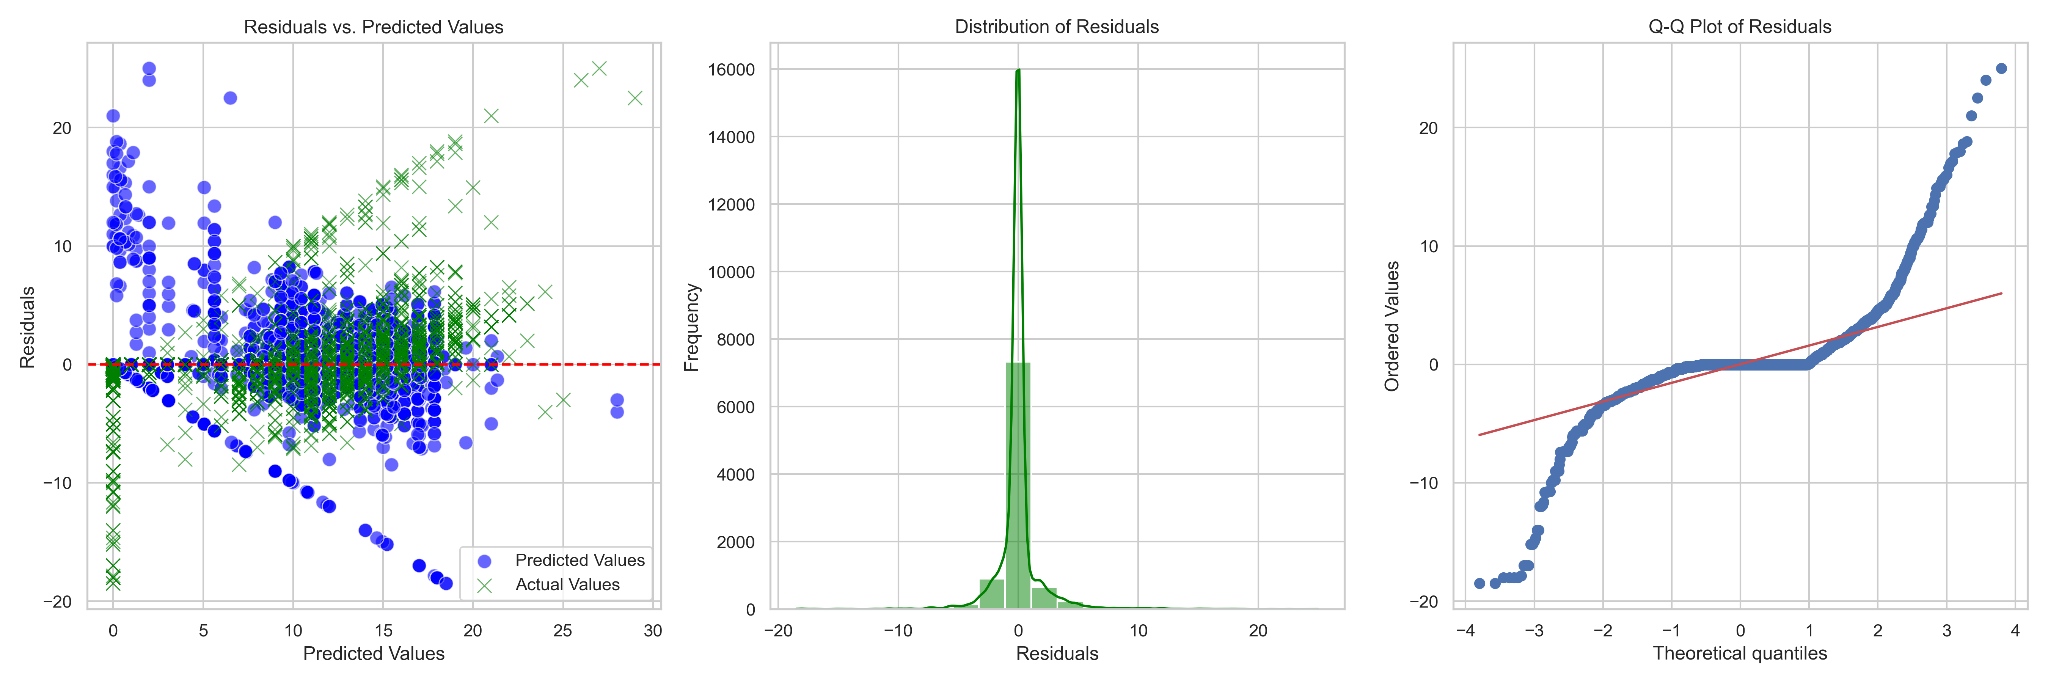 Residuals vs. Predicted Values
Residuals
20
10
0
−10
−20
0 5 10 15 20 25 30
Predicted Values
Predicted Values
Actual Values
Distribution of Residuals
Frequency
16000
14000
12000
10000
8000
6000
4000
2000
0
−20 −10 0 10 20
Residuals
Q-Q Plot of Residuals
Ordered Values
20
10
0
−10
−20
−4 −3 −2 −1 0 1 2 3 4
Theoretical quantiles